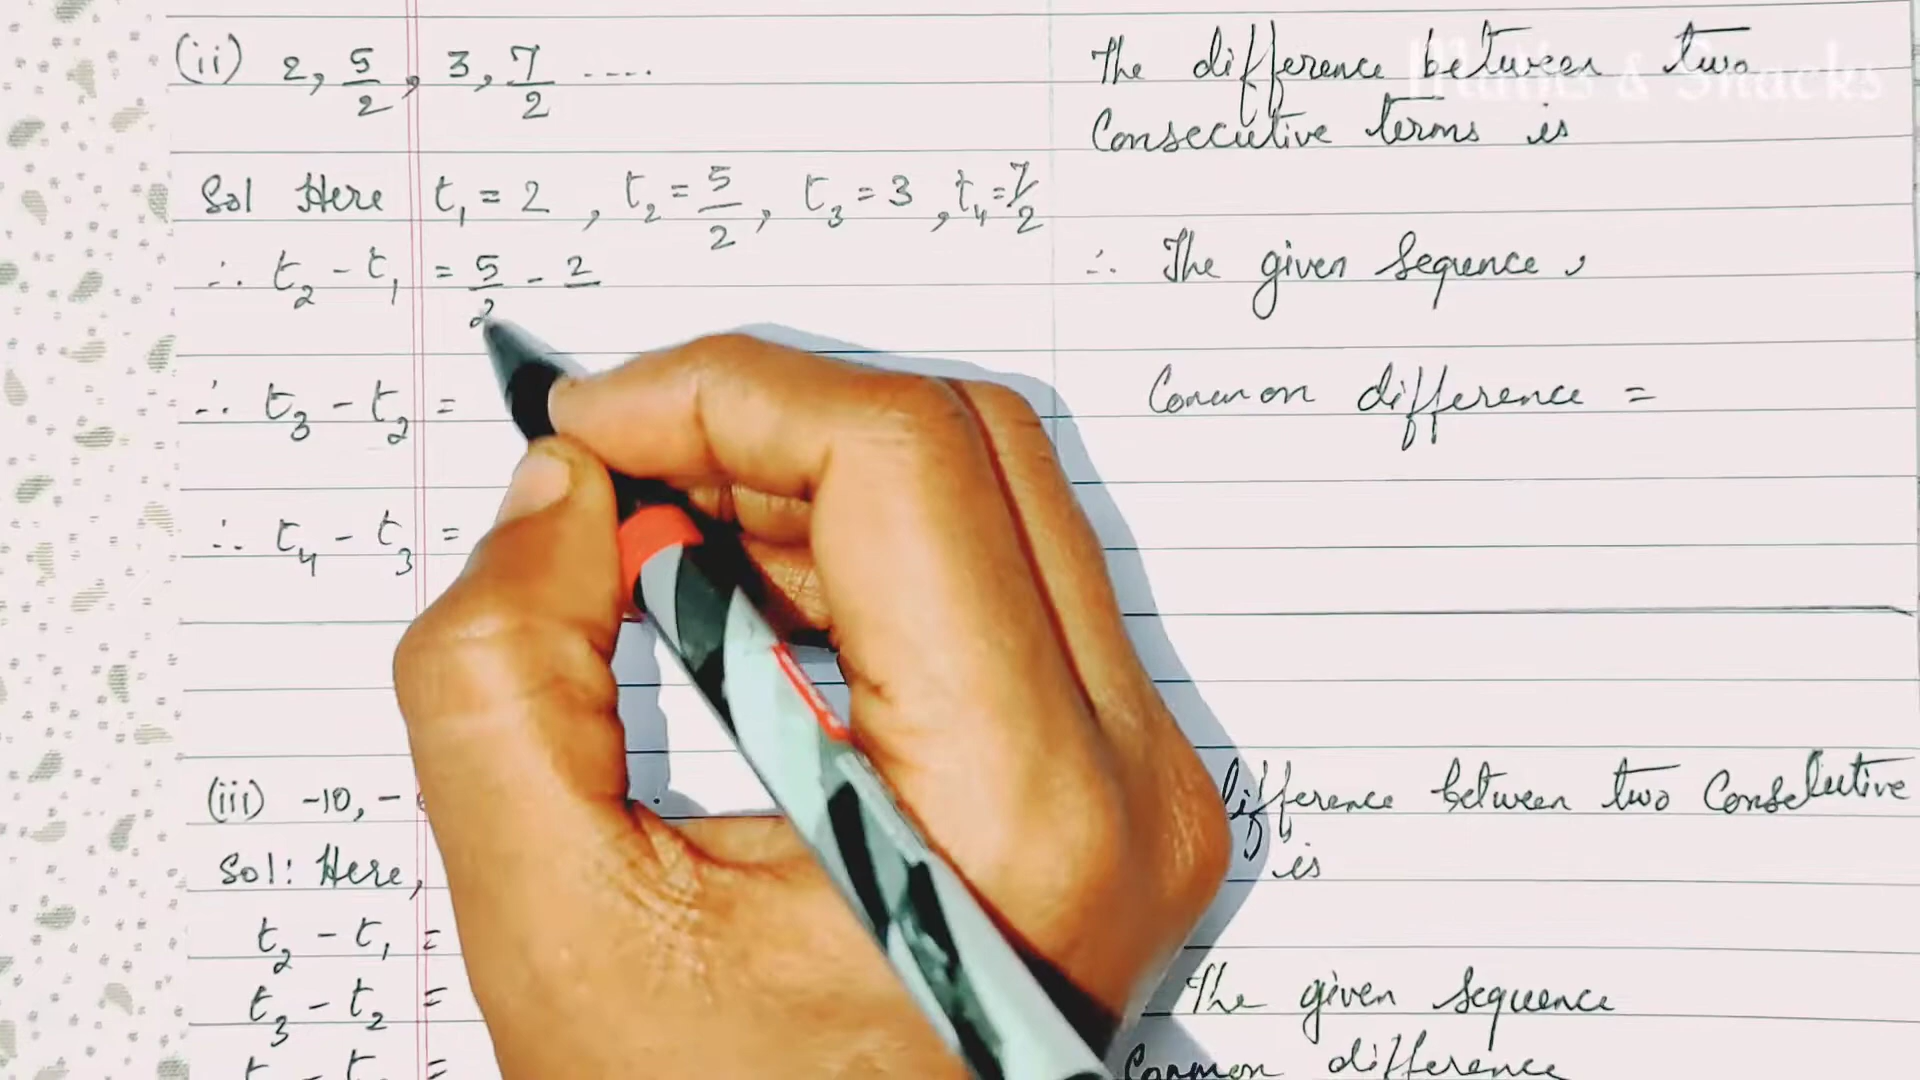 (ii) 2, 5/2, 3, 7/2 ....
Sol Here t₁ = 2 , t₂ = 5/2, t₃ = 3 , t₄ = 7/2
∴ t₂ - t₁ = 5/2 - 2
∴ t₃ - t₂ =
∴ t₄ - t₃ =
The difference between two
Consecutive terms is
∴ The given Sequence ,
Common difference =
Maths & Snacks
(iii) -10, -
Sol: Here,
t₂ - t₁ =
t₃ - t₂ =
difference between two Consecutive
is
The given sequence
Common difference